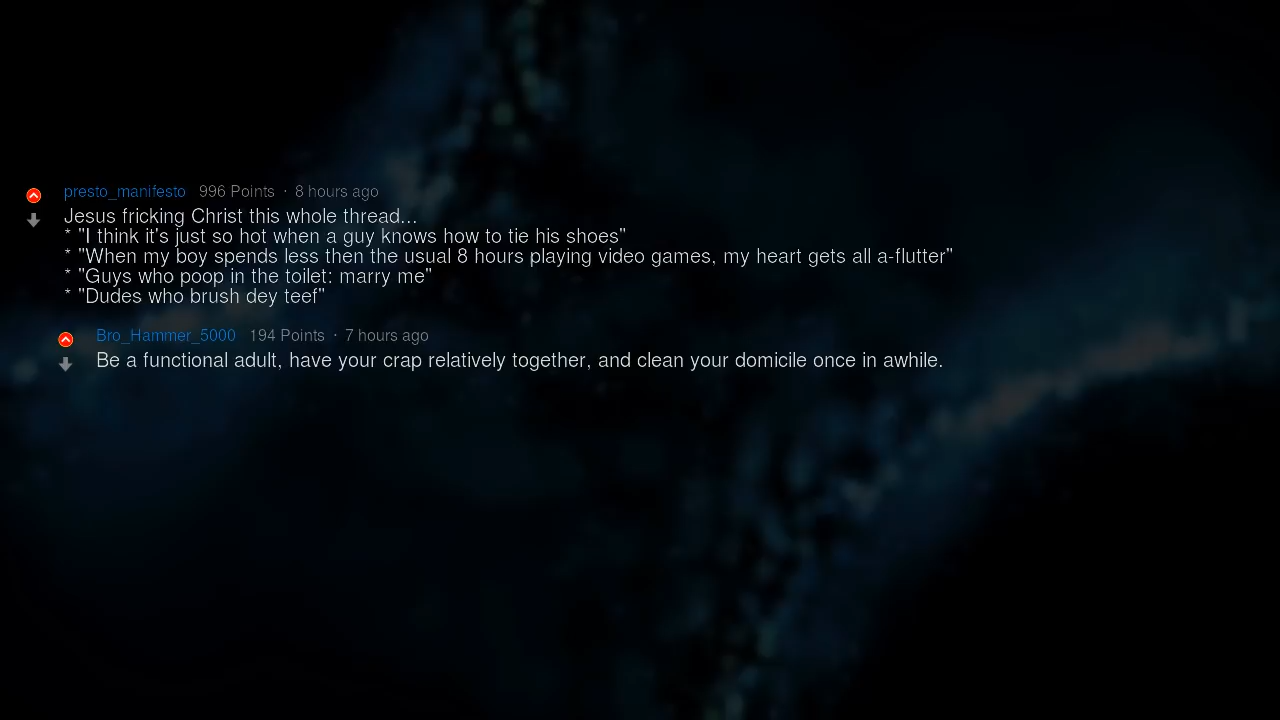 presto_manifesto 996 Points · 8 hours ago
Jesus fricking Christ this whole thread...
* "I think it's just so hot when a guy knows how to tie his shoes"
* "When my boy spends less then the usual 8 hours playing video games, my heart gets all a-flutter"
* "Guys who poop in the toilet: marry me"
* "Dudes who brush dey teef"
Bro_Hammer_5000 194 Points · 7 hours ago
Be a functional adult, have your crap relatively together, and clean your domicile once in awhile.